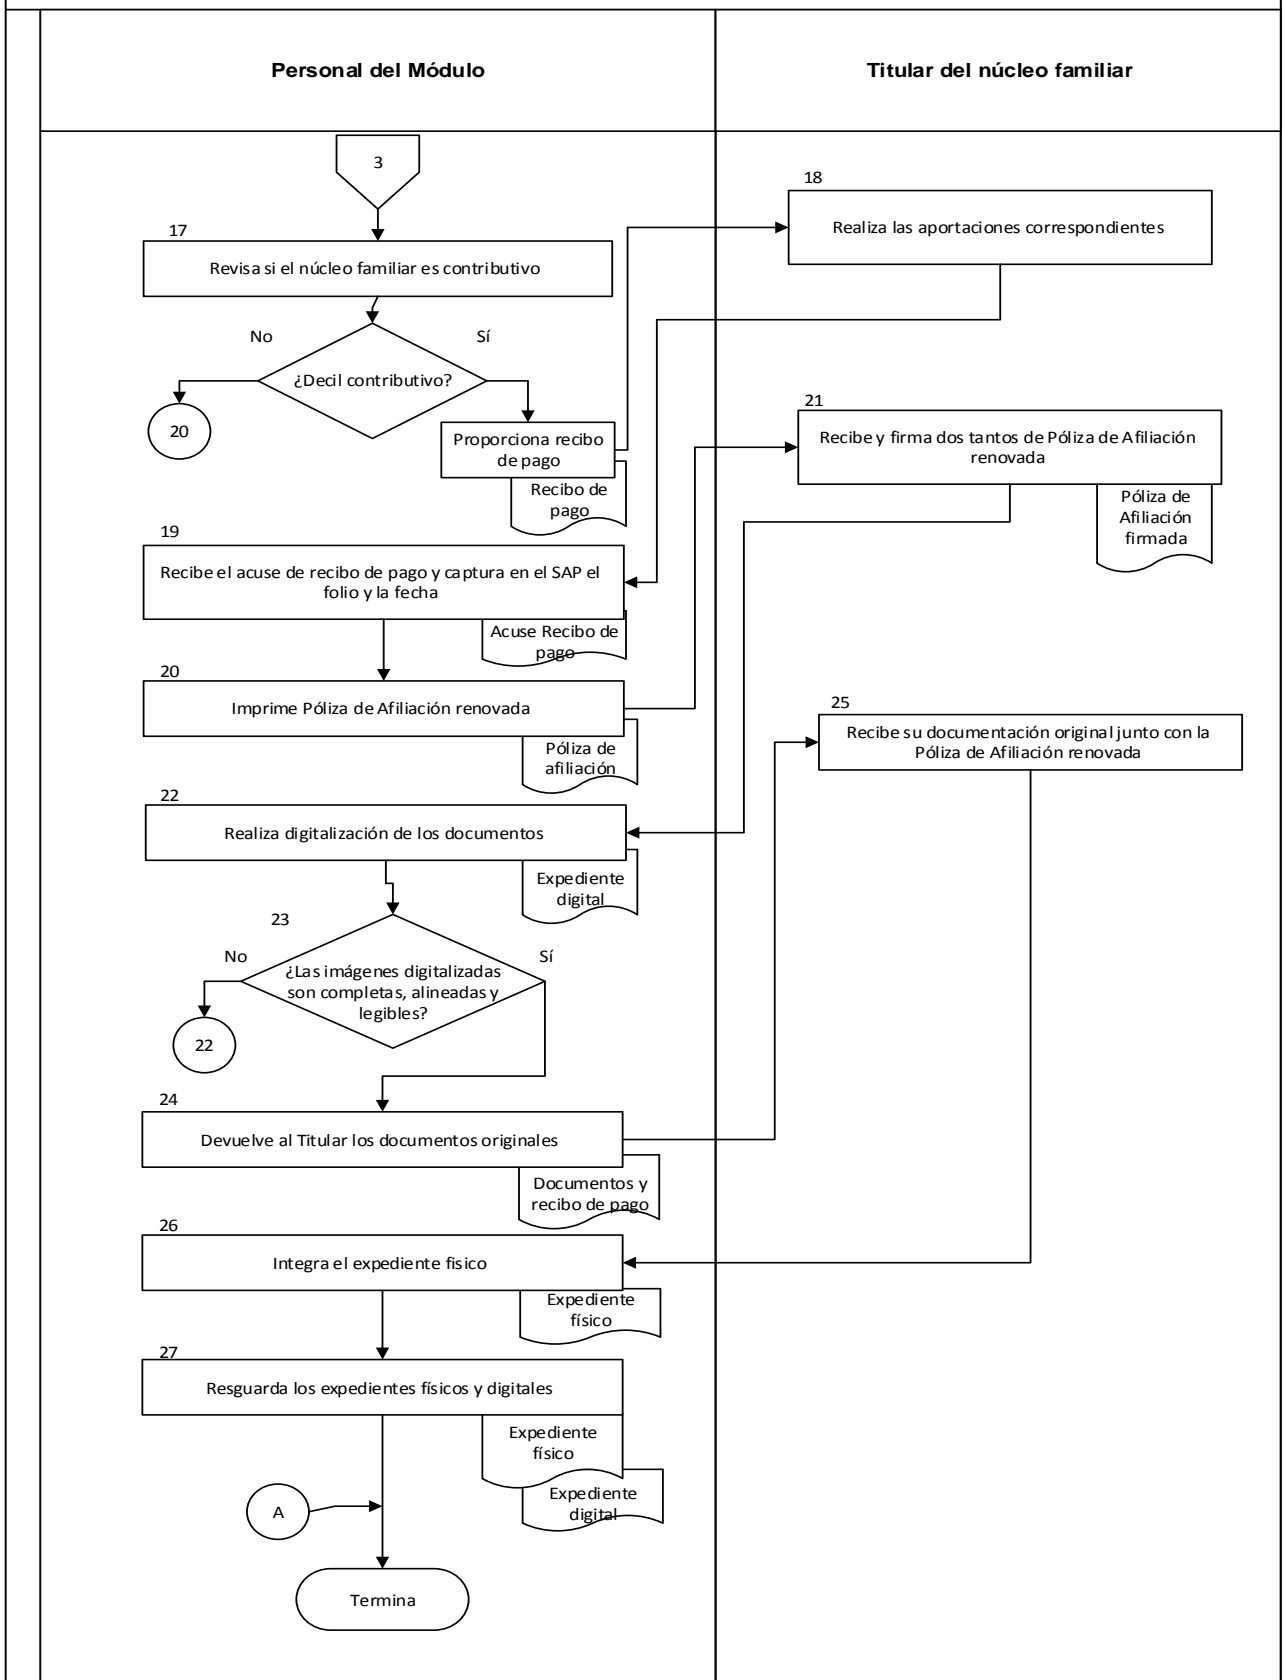 Personal del Módulo
Titular del núcleo familiar
3
17
Revisa si el núcleo familiar es contributivo
18
Realiza las aportaciones correspondientes
No
Sí
¿Decil contributivo?
20
Proporciona recibo
de pago
Recibo de
pago
21
Recibe y firma dos tantos de Póliza de Afiliación
renovada
Póliza de
Afiliación
firmada
19
Recibe el acuse de recibo de pago y captura en el SAP el
folio y la fecha
Acuse Recibo de
pago
20
Imprime Póliza de Afiliación renovada
Póliza de
afiliación
25
Recibe su documentación original junto con la
Póliza de Afiliación renovada
22
Realiza digitalización de los documentos
Expediente
digital
23
No
Sí
¿Las imágenes digitalizadas
son completas, alineadas y
legibles?
22
24
Devuelve al Titular los documentos originales
Documentos y
recibo de pago
26
Integra el expediente fisico
Expediente
físico
27
Resguarda los expedientes físicos y digitales
Expediente
físico
Expediente
digital
A
Termina